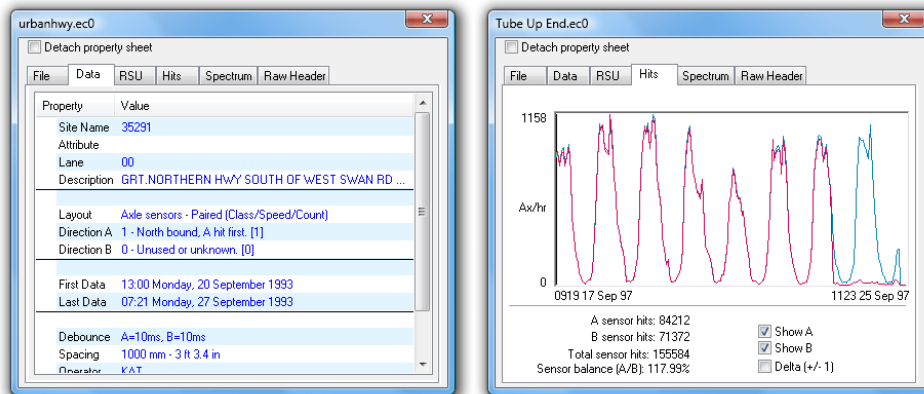 urbanhwy.ec0
Detach property sheet
File Data RSU Hits Spectrum Raw Header
Property Value
Site Name 35291
Attribute
Lane 00
Description GRT.NORTHERN HWY SOUTH OF WEST SWAN RD ...
Layout Axle sensors - Paired (Class/Speed/Count)
Direction A 1 - North bound, A hit first. [1]
Direction B 0 - Unused or unknown. [0]
First Data 13:00 Monday, 20 September 1993
Last Data 07:21 Monday, 27 September 1993
Debounce A=10ms, B=10ms
Spacing 1000 mm - 3 ft 3.4 in
Operator KAT
Tube Up End.ec0
Detach property sheet
File Data RSU Hits Spectrum Raw Header
1158
Ax/hr
0
0919 17 Sep 97 1123 25 Sep 97
A sensor hits: 84212
B sensor hits: 71372
Total sensor hits: 155584
Sensor balance (A/B): 117.99%
Show A
Show B
Delta (+/- 1)